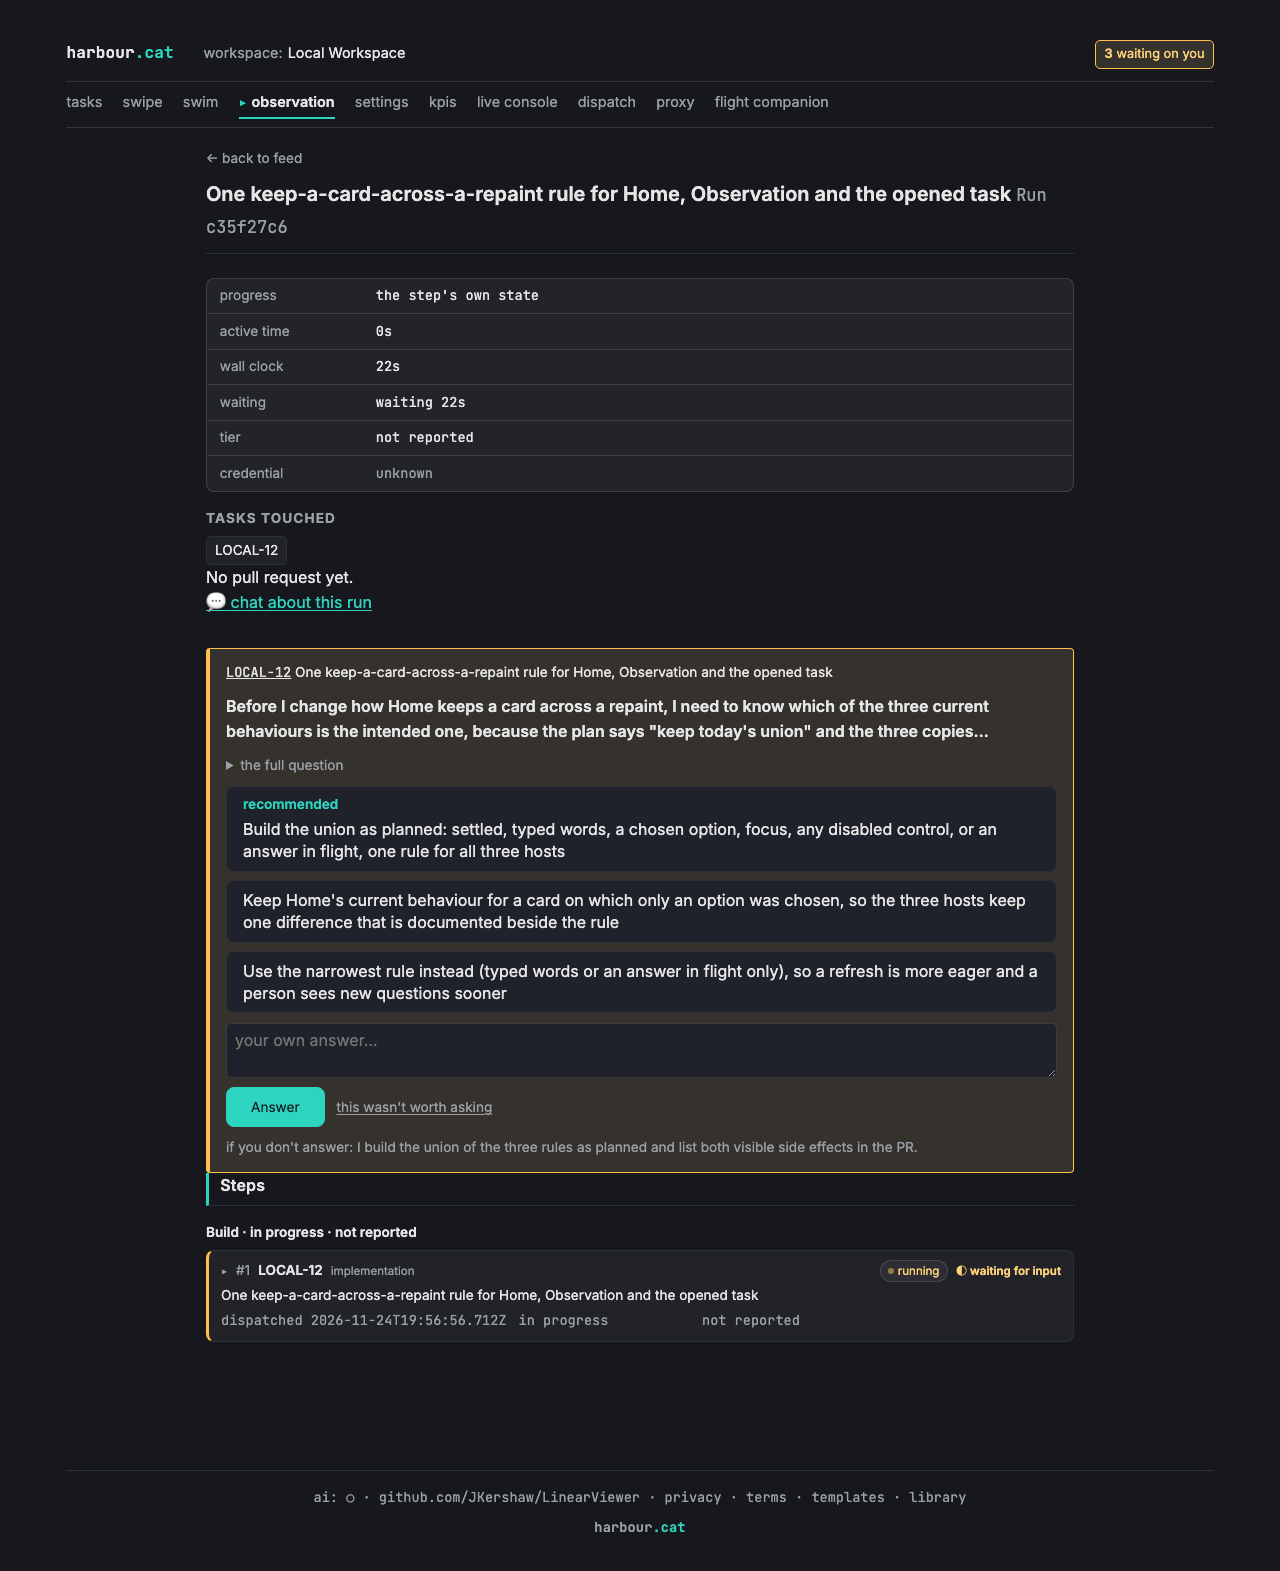 harbour.cat
workspace: Local Workspace
3 waiting on you
tasks swipe swim ▸ observation settings kpis live console dispatch proxy flight companion
← back to feed
One keep-a-card-across-a-repaint rule for Home, Observation and the opened task Run
c35f27c6
progress the step's own state
active time 0s
wall clock 22s
waiting waiting 22s
tier not reported
credential unknown
TASKS TOUCHED
LOCAL-12
No pull request yet.
💬 chat about this run
LOCAL-12 One keep-a-card-across-a-repaint rule for Home, Observation and the opened task
Before I change how Home keeps a card across a repaint, I need to know which of the three current
behaviours is the intended one, because the plan says "keep today's union" and the three copies...
▶ the full question
recommended
Build the union as planned: settled, typed words, a chosen option, focus, any disabled control, or an
answer in flight, one rule for all three hosts
Keep Home's current behaviour for a card on which only an option was chosen, so the three hosts keep
one difference that is documented beside the rule
Use the narrowest rule instead (typed words or an answer in flight only), so a refresh is more eager and a
person sees new questions sooner
your own answer...
Answer
this wasn't worth asking
if you don't answer: I build the union of the three rules as planned and list both visible side effects in the PR.
Steps
Build · in progress · not reported
▸ #1 LOCAL-12 implementation
running
◐ waiting for input
One keep-a-card-across-a-repaint rule for Home, Observation and the opened task
dispatched 2026-11-24T19:56:56.712Z in progress not reported
ai: ○ · github.com/JKershaw/LinearViewer · privacy · terms · templates · library
harbour.cat